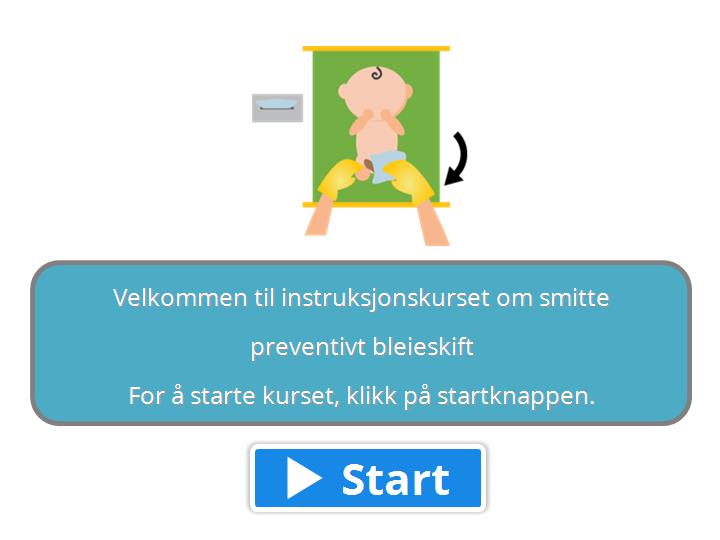 Velkommen til instruksjonskurset om smitte
preventivt bleieskift
For å starte kurset, klikk på startknappen.
Start